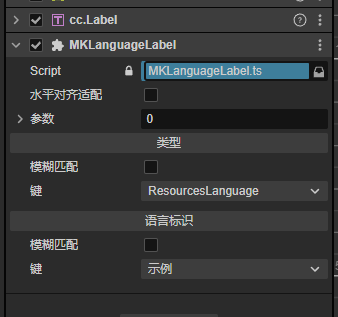 cc.Label
MKLanguageLabel
Script MKLanguageLabel.ts
水平对齐适配
参数 0
类型
模糊匹配
键 ResourcesLanguage
语言标识
模糊匹配
键 示例